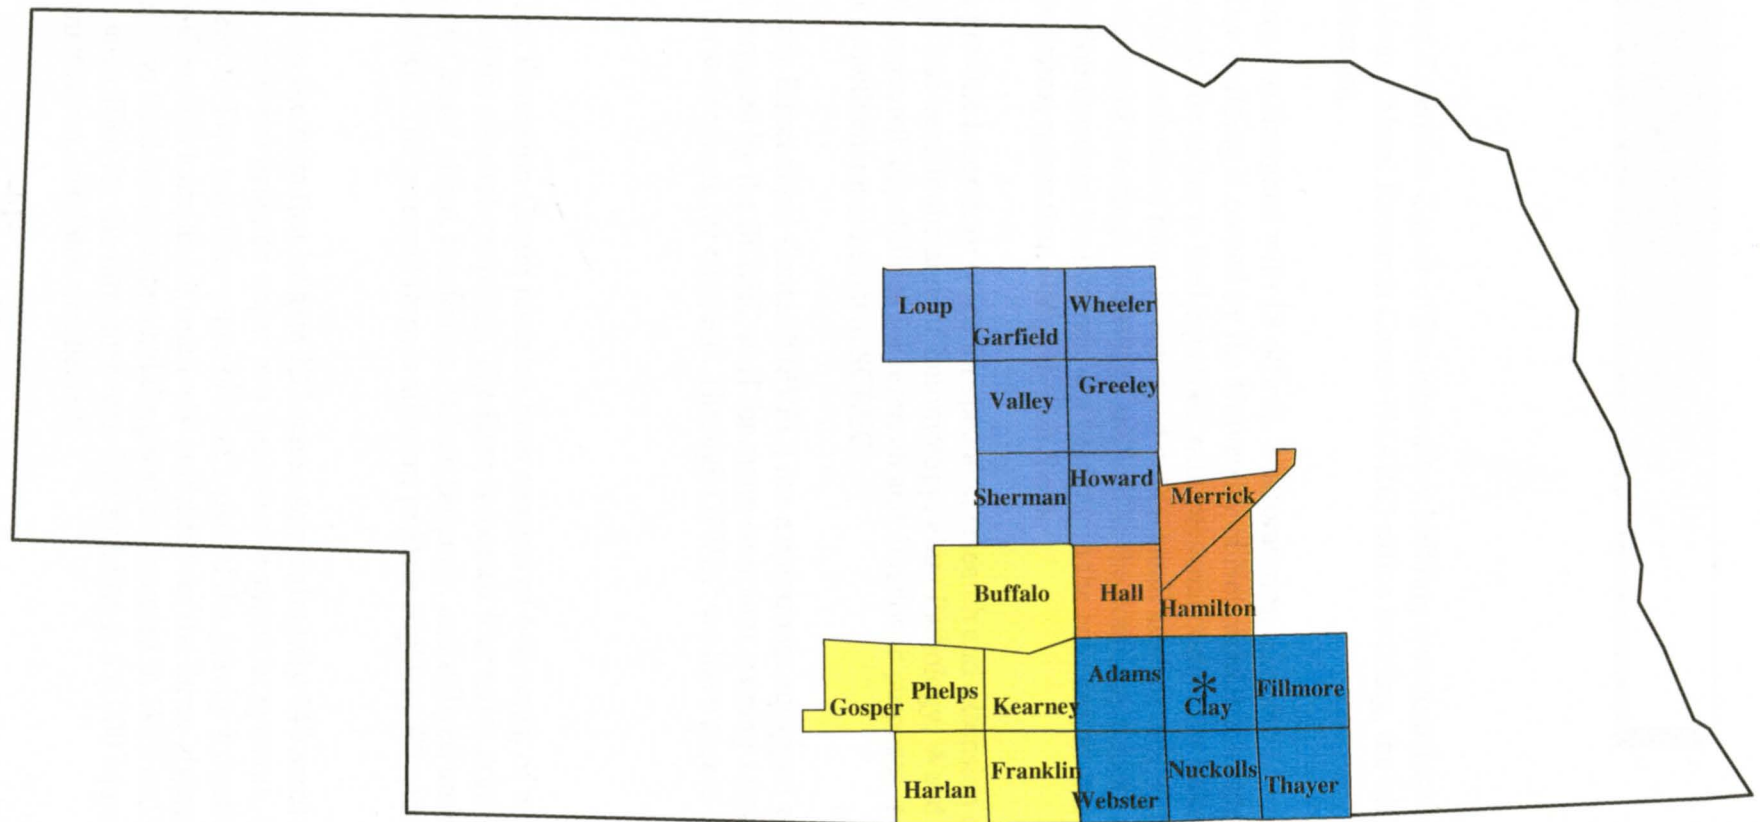 Loup
Garfield
Wheeler
Valley
Greeley
Sherman
Howard
Merrick
Buffalo
Hall
Hamilton
Gosper
Phelps
Kearney
Adams
*
Clay
Fillmore
Harlan
Franklin
Webster
Nuckolls
Thayer